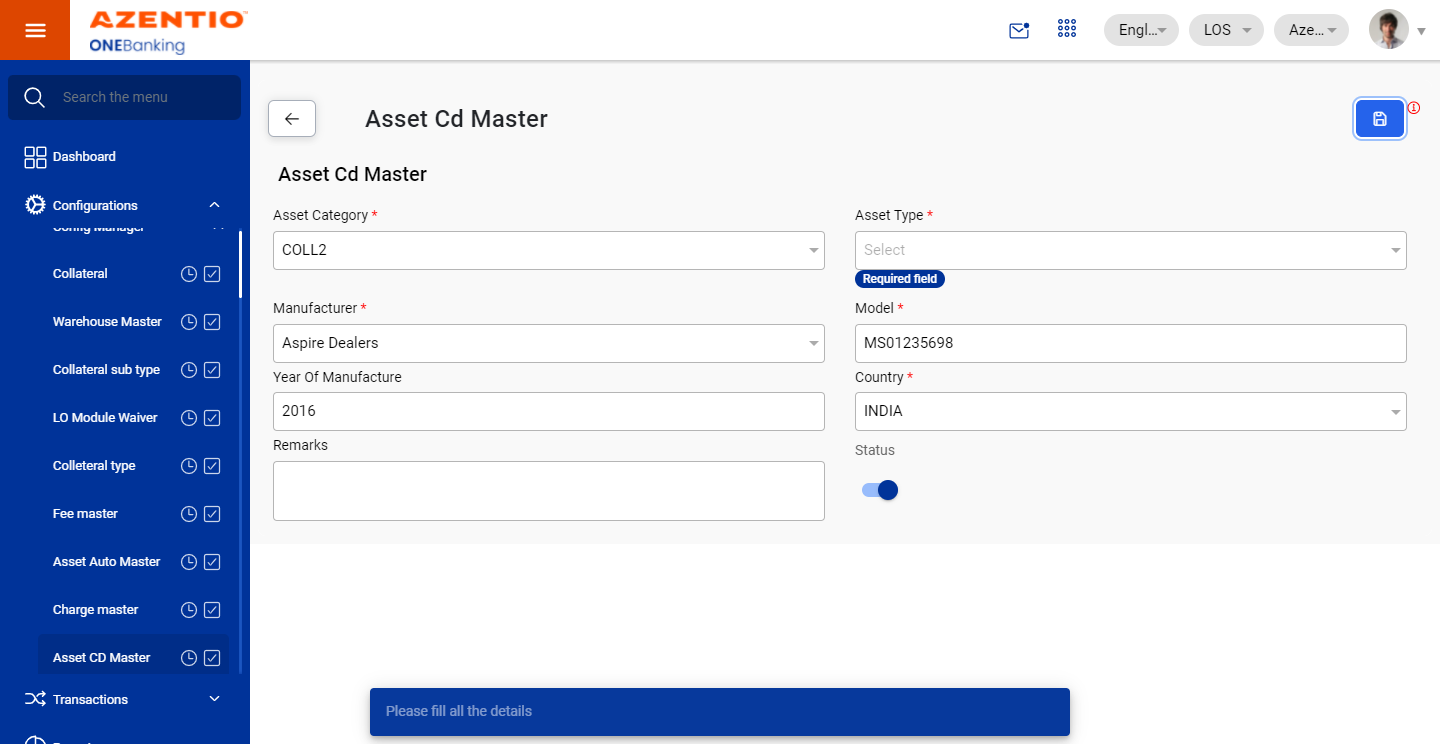 AZENTIO™
ONEBanking
Engl...
LOS
Aze...
Search the menu
Dashboard
Configurations
Config Manager
Collateral
Warehouse Master
Collateral sub type
LO Module Waiver
Colleteral type
Fee master
Asset Auto Master
Charge master
Asset CD Master
Transactions
Asset Cd Master
Asset Cd Master
Asset Category *
COLL2
Asset Type *
Select
Required field
Manufacturer *
Aspire Dealers
Model *
MS01235698
Year Of Manufacture
2016
Country *
INDIA
Remarks
Status
Please fill all the details